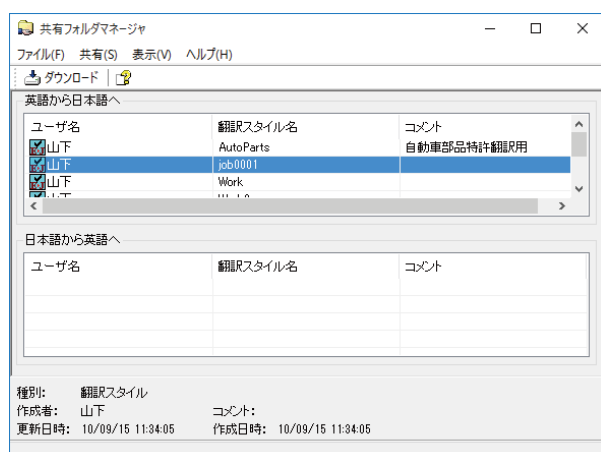 共有フォルダマネージャ
ファイル(F) 共有(S) 表示(V) ヘルプ(H)
ダウンロード
英語から日本語へ
ユーザ名 翻訳スタイル名 コメント
山下 AutoParts 自動車部品特許翻訳用
山下 job0001
山下 Work
日本語から英語へ
ユーザ名 翻訳スタイル名 コメント
種別: 翻訳スタイル
作成者: 山下 コメント:
更新日時: 10/09/15 11:34:05 作成日時: 10/09/15 11:34:05